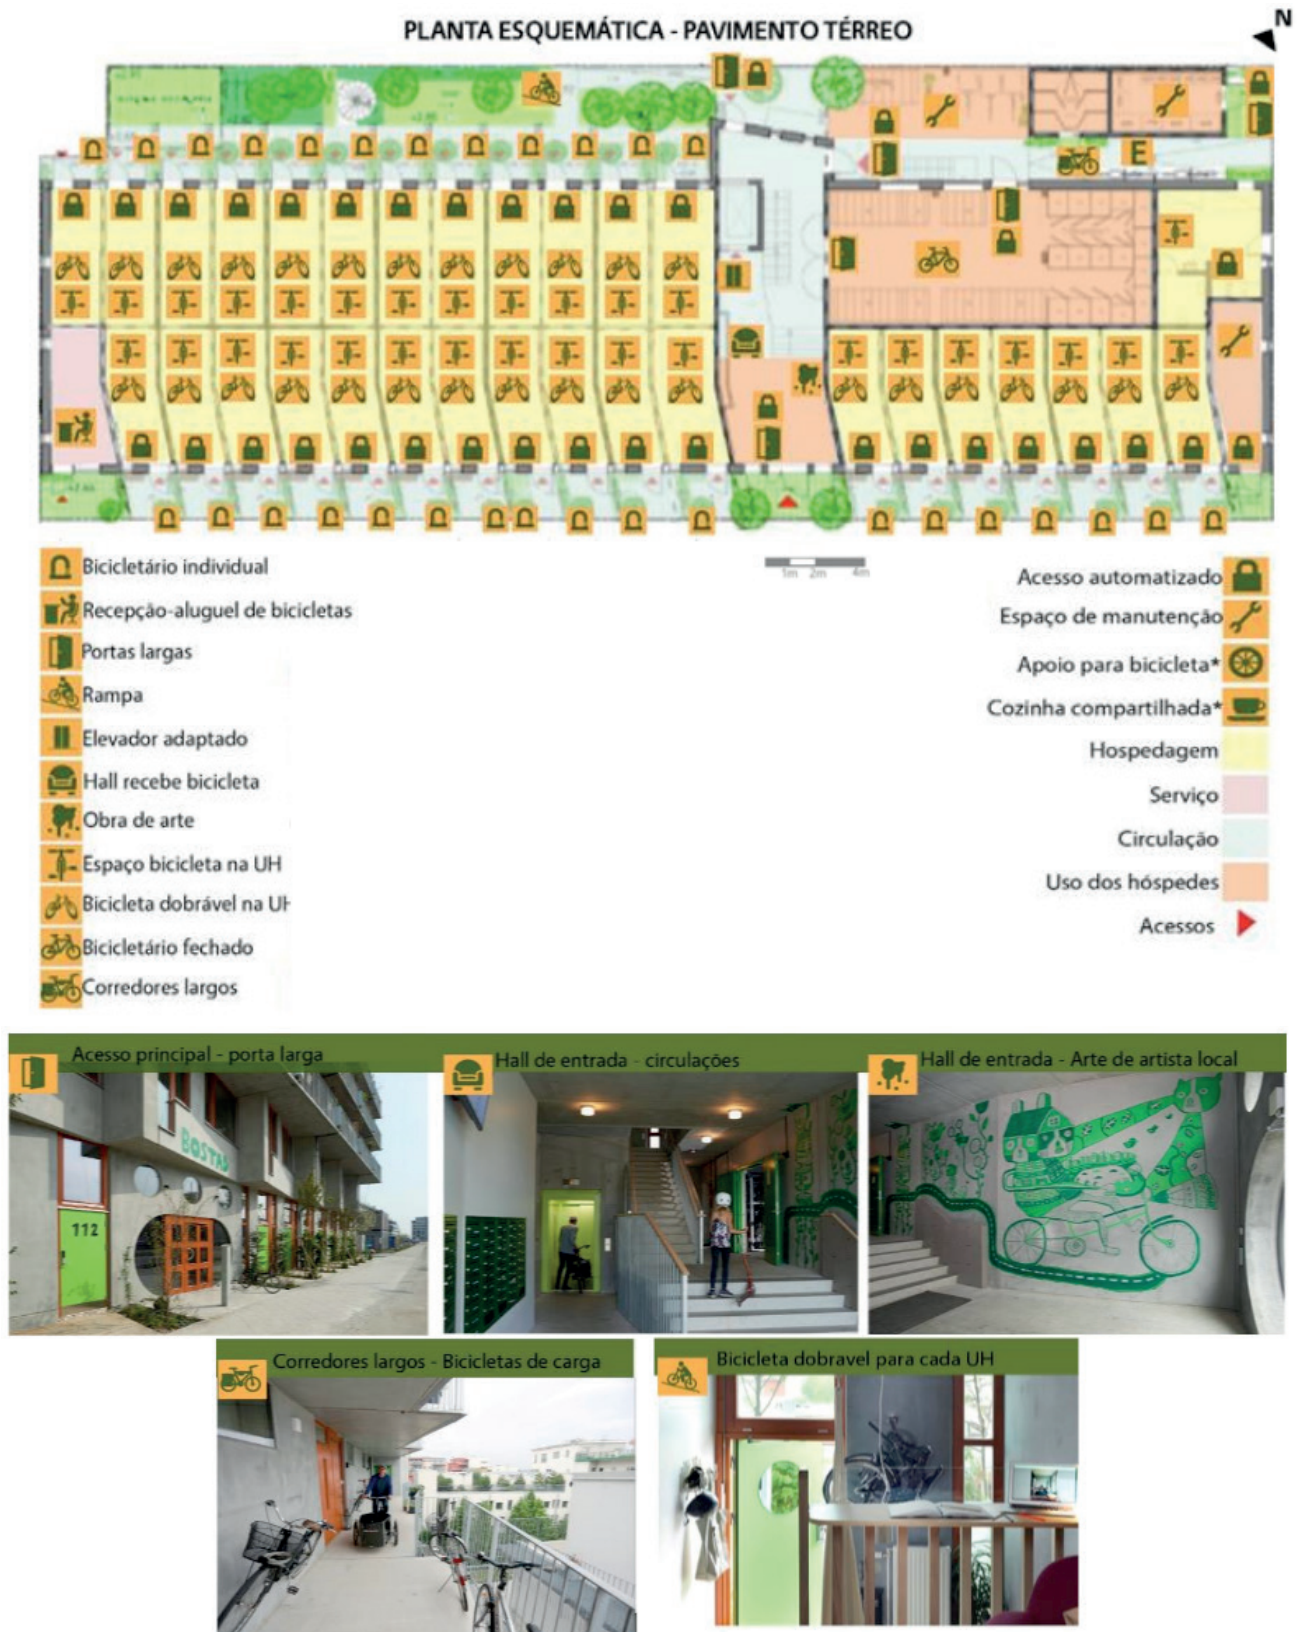 PLANTA ESQUEMÁTICA - PAVIMENTO TÉRREO
N
E
1m 2m 4m
Bicicletário individual
Recepção-aluguel de bicicletas
Portas largas
Rampa
Elevador adaptado
Hall recebe bicicleta
Obra de arte
Espaço bicicleta na UH
Bicicleta dobrável na UH
Bicicletário fechado
Corredores largos
Acesso automatizado
Espaço de manutenção
Apoio para bicicleta*
Cozinha compartilhada*
Hospedagem
Serviço
Circulação
Uso dos hóspedes
Acessos
Acesso principal - porta larga
Hall de entrada - circulações
Hall de entrada - Arte de artista local
BOSTAD
112
Corredores largos - Bicicletas de carga
Bicicleta dobravel para cada UH